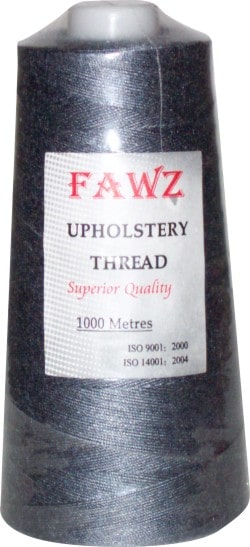 FAWZ
UPHOLSTERY
THREAD
Superior Quality
1000 Metres
ISO 9001: 2000
ISO 14001: 2004